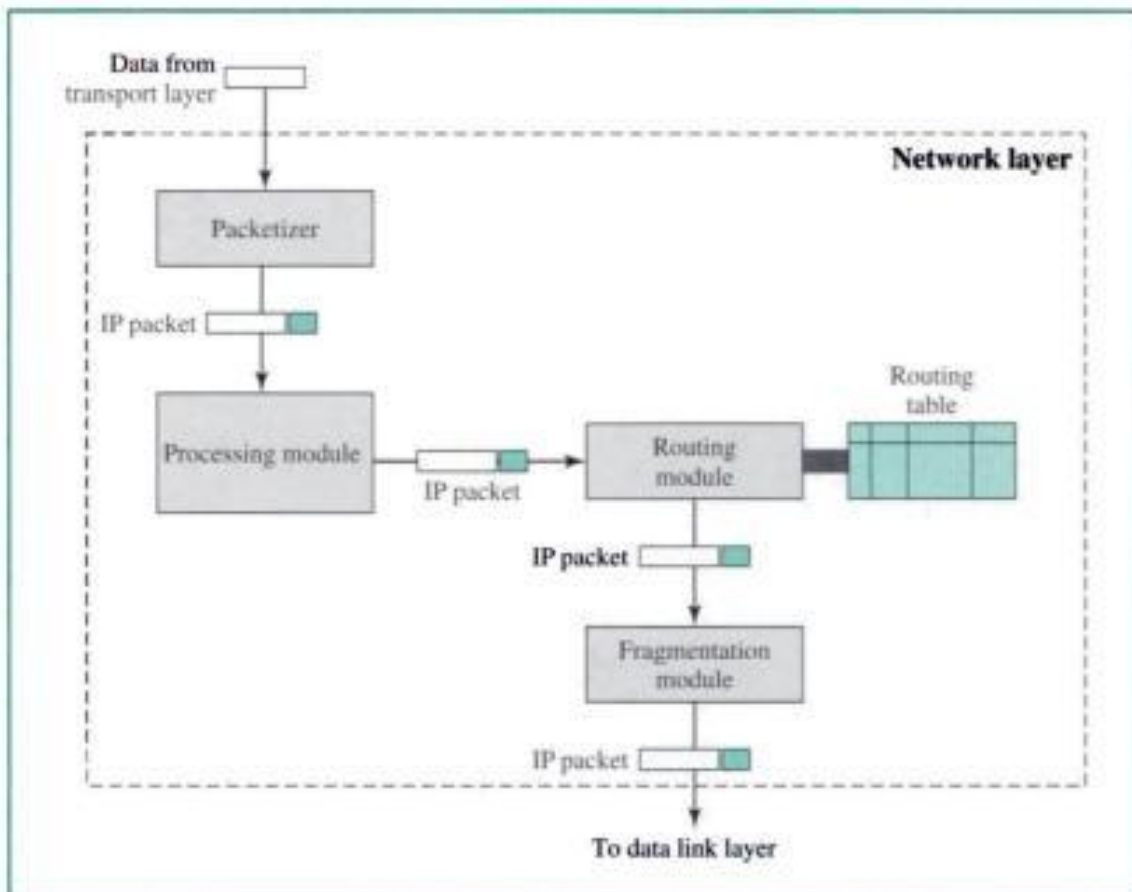 Data from
transport layer
Network layer
Packetizer
IP packet
Routing
table
Processing module
Routing
module
IP packet
IP packet
Fragmentation
module
IP packet
To data link layer